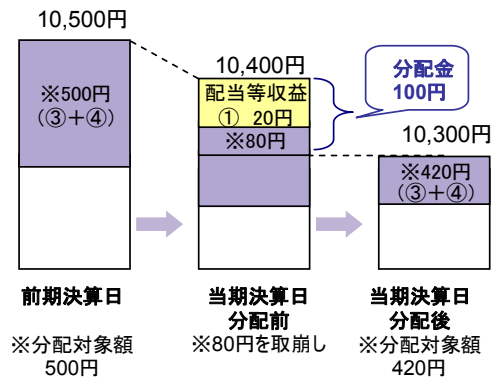 10,500円
※500円
(③+④)
10,400円
配当等収益
① 20円
※80円
分配金
100円
10,300円
※420円
(③+④)
前期決算日
※分配対象額
500円
当期決算日
分配前
※80円を取崩し
当期決算日
分配後
※分配対象額
420円